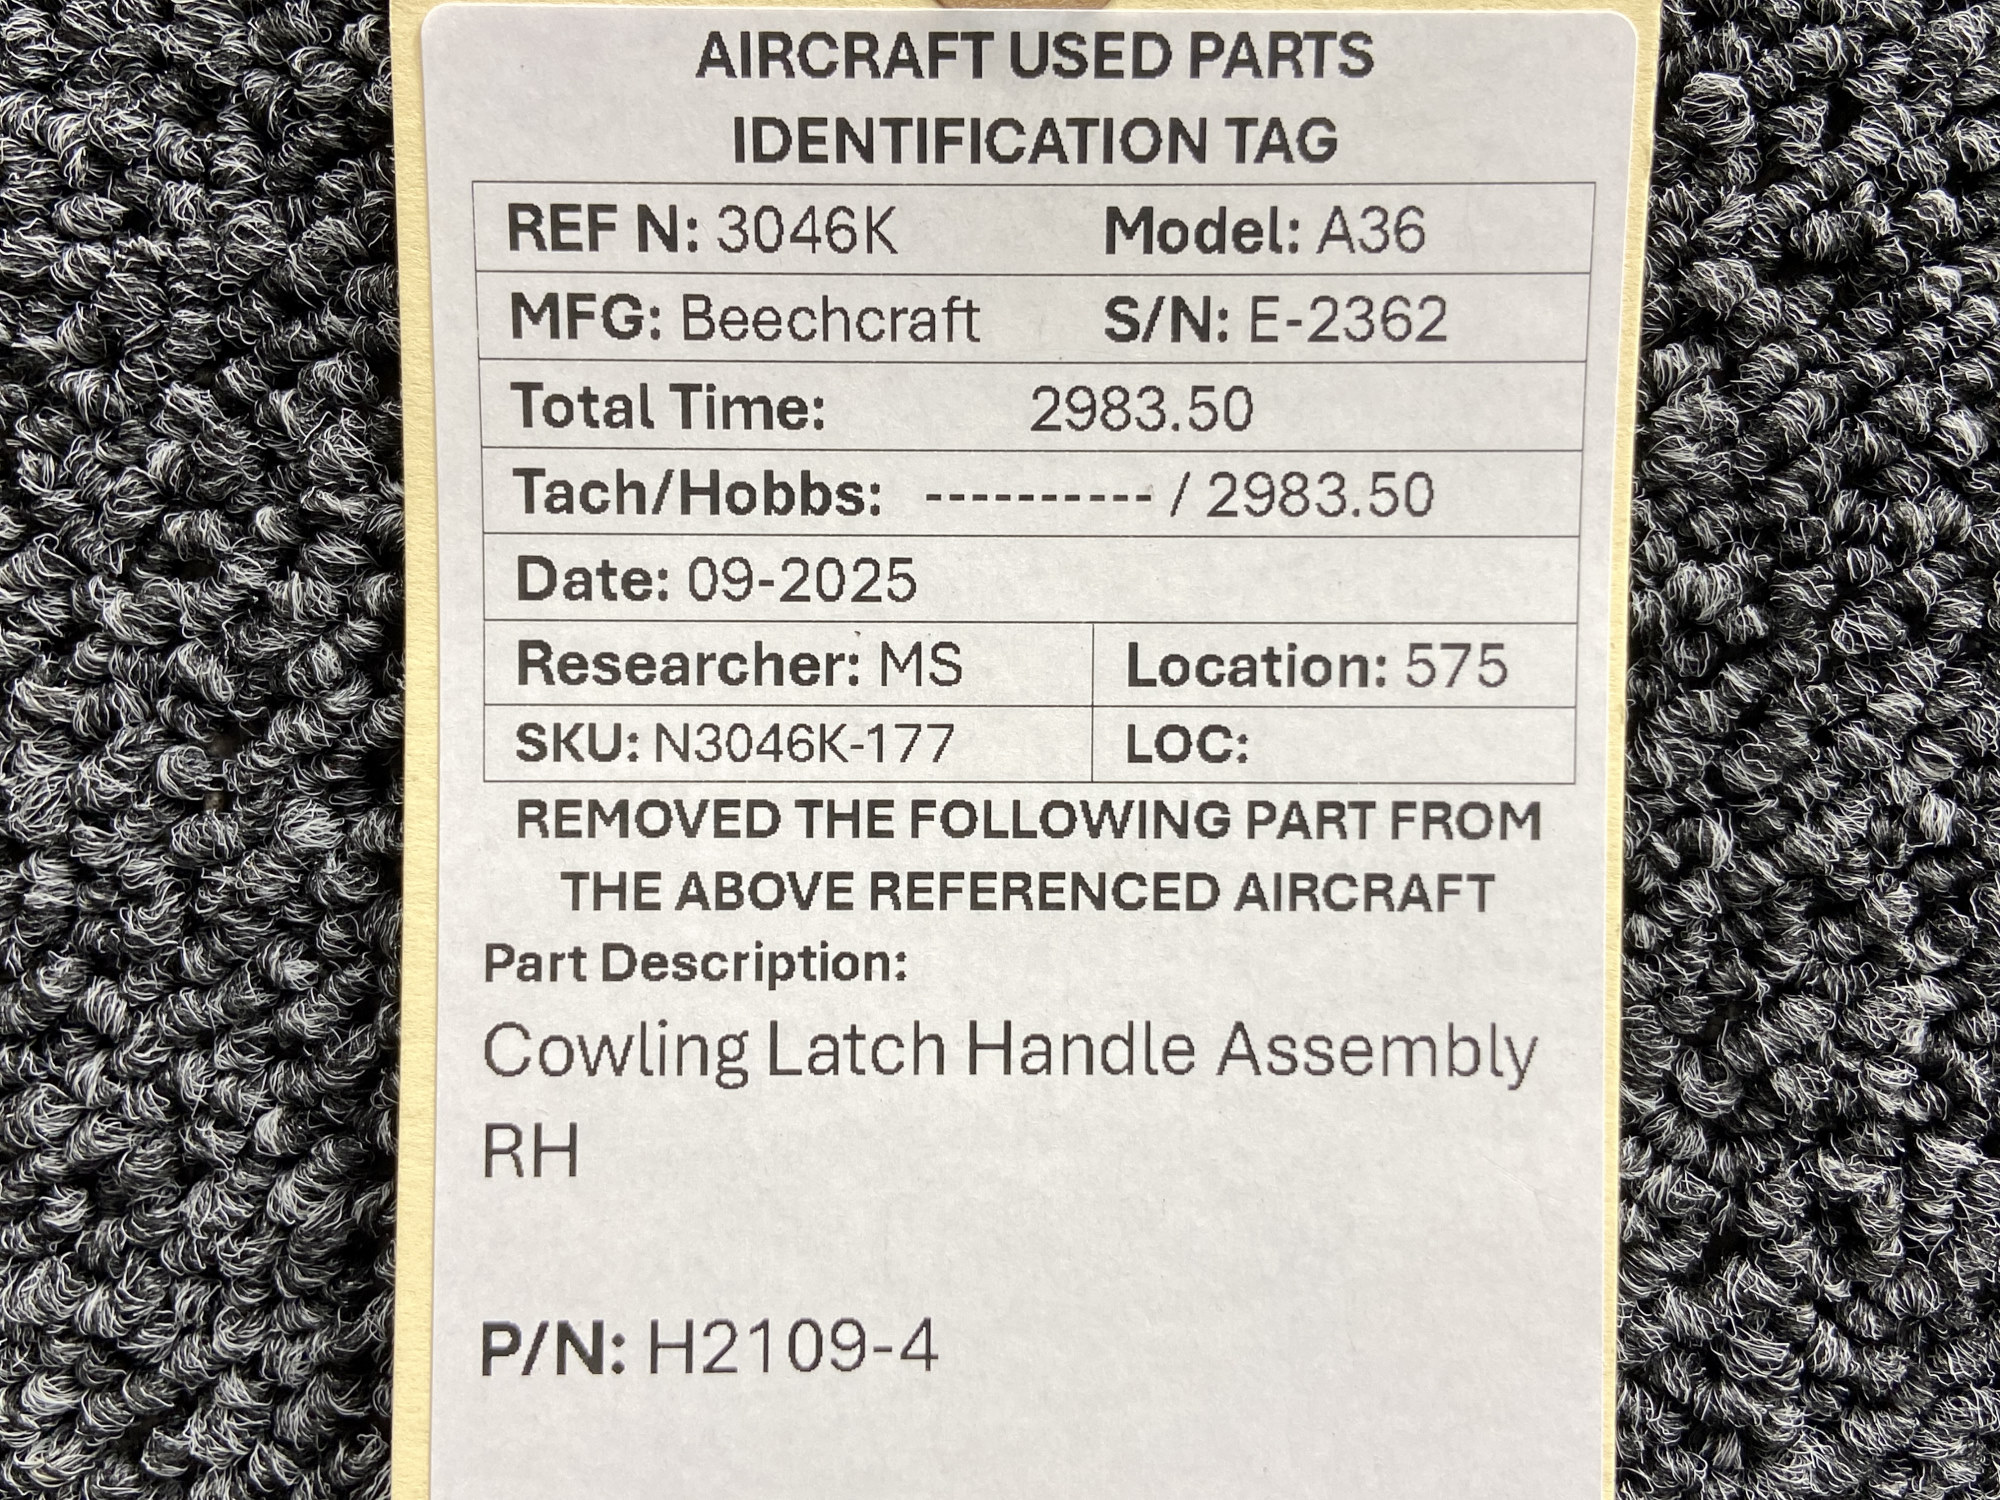 AIRCRAFT USED PARTS
IDENTIFICATION TAG
REF N: 3046K Model: A36
MFG: Beechcraft S/N: E-2362
Total Time: 2983.50
Tach/Hobbs: ---------- / 2983.50
Date: 09-2025
Researcher: MS Location: 575
SKU: N3046K-177 LOC:
REMOVED THE FOLLOWING PART FROM
THE ABOVE REFERENCED AIRCRAFT
Part Description:
Cowling Latch Handle Assembly
RH
P/N: H2109-4